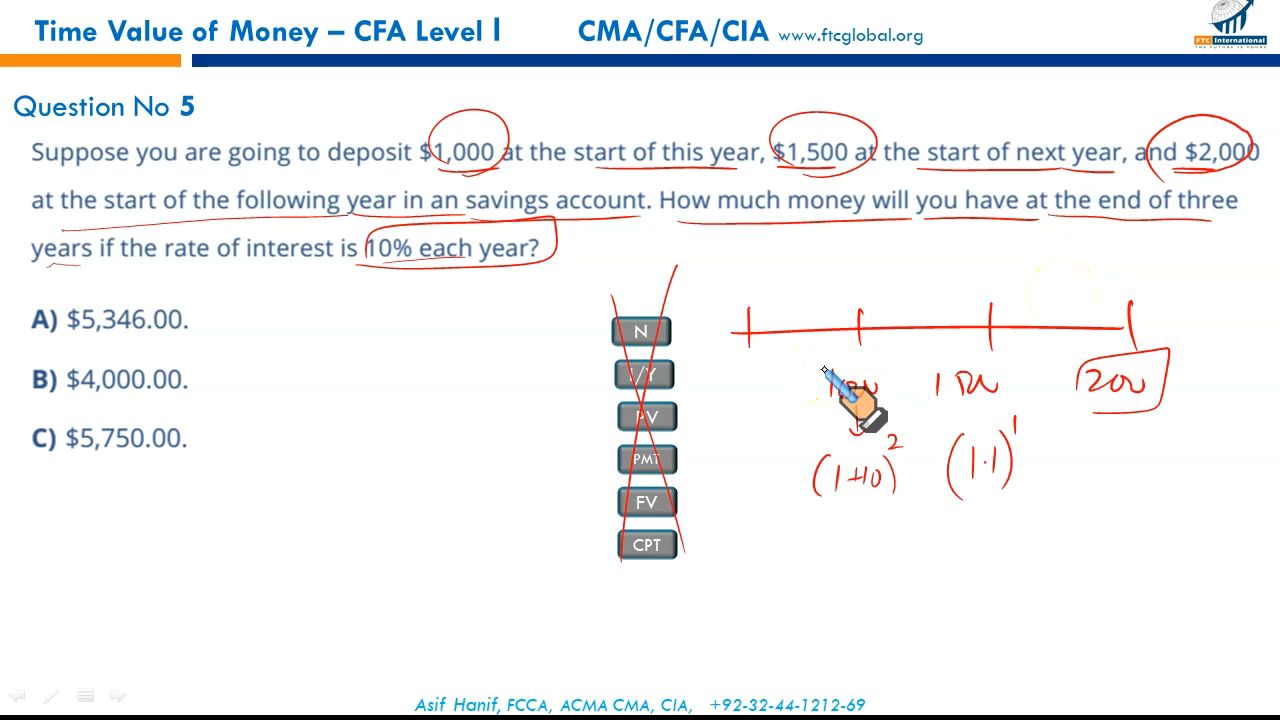 Time Value of Money – CFA Level I CMA/CFA/CIA www.ftcglobal.org
FTC International
Question No 5
Suppose you are going to deposit $1,000 at the start of this year, $1,500 at the start of next year, and $2,000
at the start of the following year in an savings account. How much money will you have at the end of three
years if the rate of interest is 10% each year?
A) $5,346.00.
B) $4,000.00.
C) $5,750.00.
N
I/Y
PV
PMT
FV
CPT
(1+10)²
(1.1)¹
Asif Hanif, FCCA, ACMA CMA, CIA, +92-32-44-1212-69